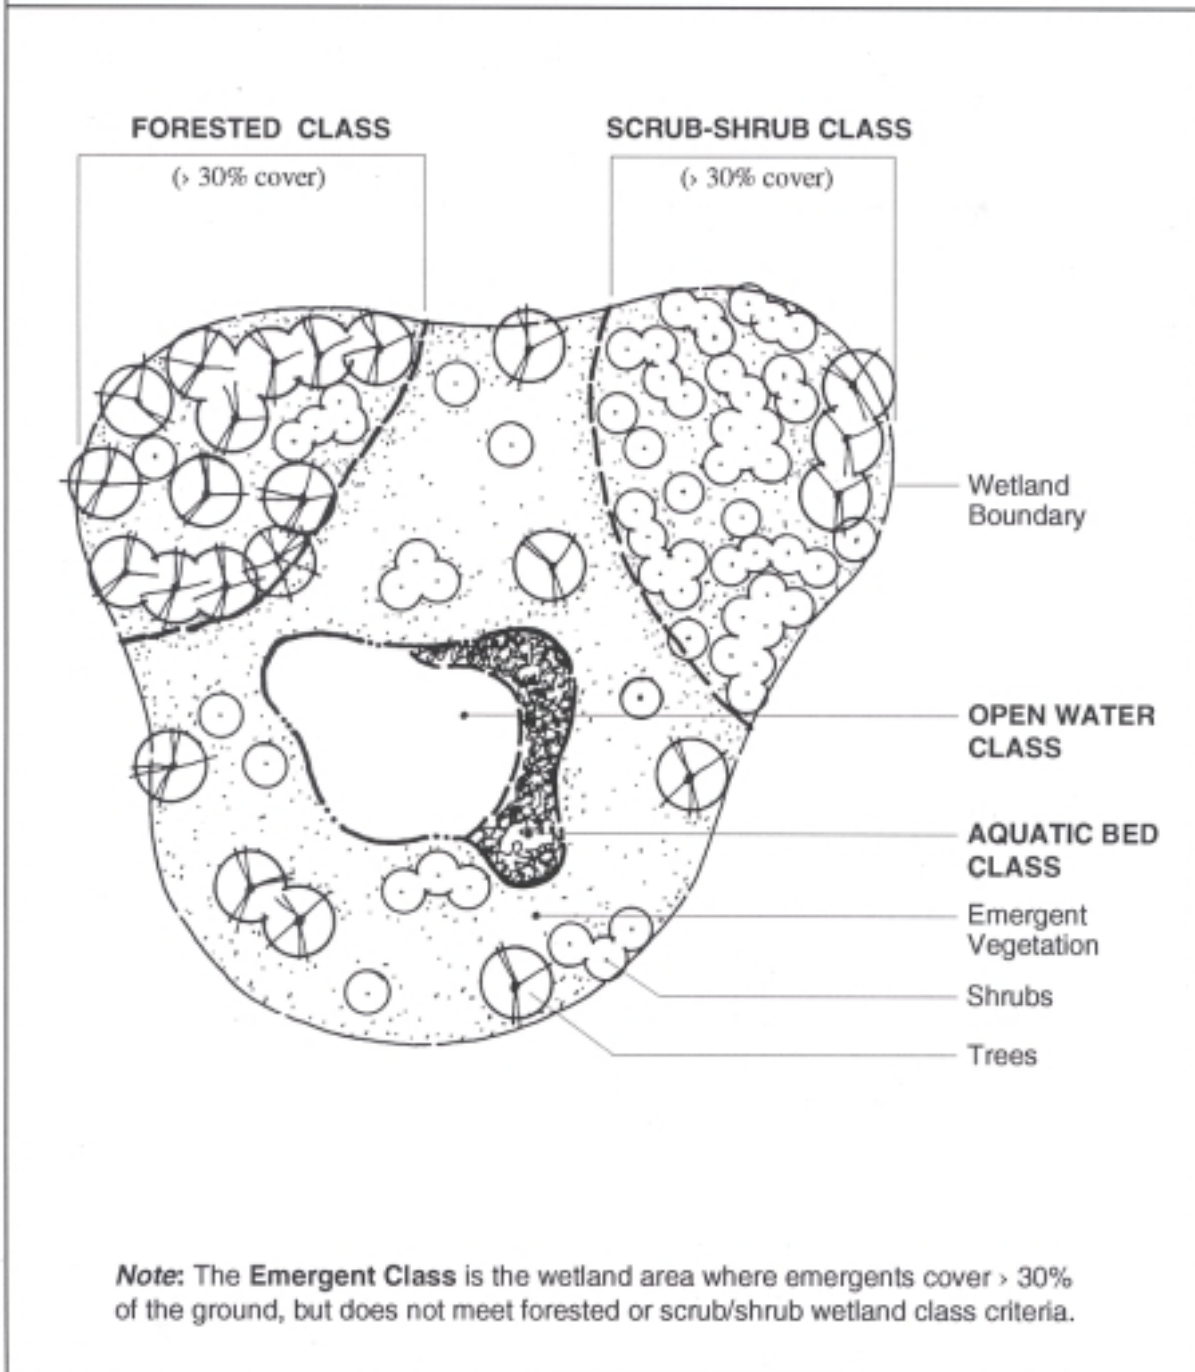 FORESTED CLASS
(› 30% cover)
SCRUB-SHRUB CLASS
(› 30% cover)
Wetland
Boundary
OPEN WATER
CLASS
AQUATIC BED
CLASS
Emergent
Vegetation
Shrubs
Trees
Note: The Emergent Class is the wetland area where emergents cover › 30%
of the ground, but does not meet forested or scrub/shrub wetland class criteria.